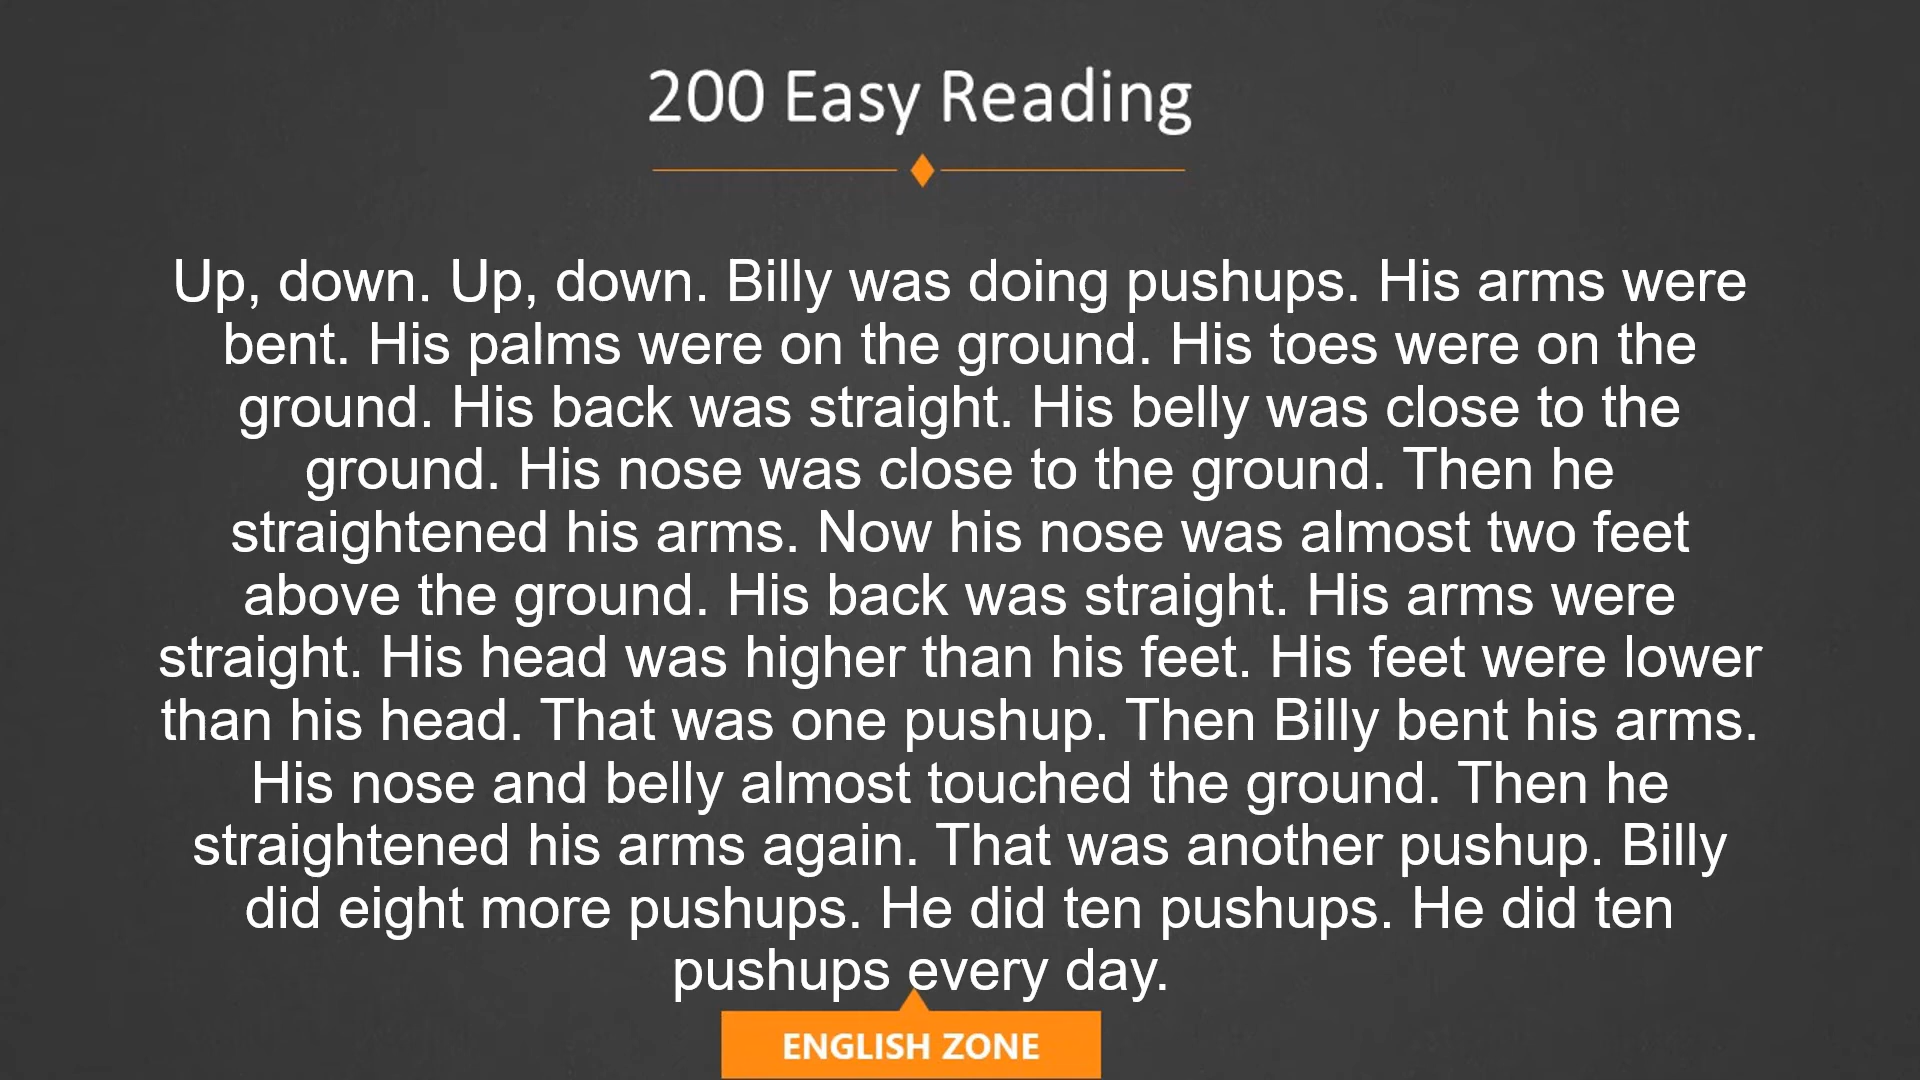 200 Easy Reading
Up, down. Up, down. Billy was doing pushups. His arms were
bent. His palms were on the ground. His toes were on the
ground. His back was straight. His belly was close to the
ground. His nose was close to the ground. Then he
straightened his arms. Now his nose was almost two feet
above the ground. His back was straight. His arms were
straight. His head was higher than his feet. His feet were lower
than his head. That was one pushup. Then Billy bent his arms.
His nose and belly almost touched the ground. Then he
straightened his arms again. That was another pushup. Billy
did eight more pushups. He did ten pushups. He did ten
pushups every day.
ENGLISH ZONE